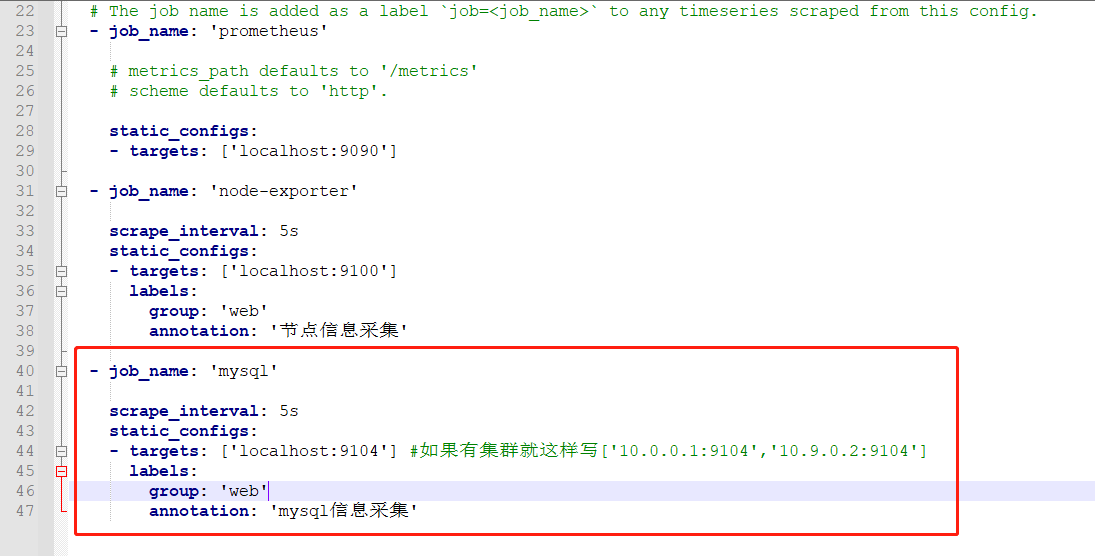 22 # The job name is added as a label `job=<job_name>` to any timeseries scraped from this config.
23 - job_name: 'prometheus'
24
25 # metrics_path defaults to '/metrics'
26 # scheme defaults to 'http'.
27
28 static_configs:
29 - targets: ['localhost:9090']
30
31 - job_name: 'node-exporter'
32
33 scrape_interval: 5s
34 static_configs:
35 - targets: ['localhost:9100']
36 labels:
37 group: 'web'
38 annotation: '节点信息采集'
39
40 - job_name: 'mysql'
41
42 scrape_interval: 5s
43 static_configs:
44 - targets: ['localhost:9104'] #如果有集群就这样写['10.0.0.1:9104','10.9.0.2:9104']
45 labels:
46 group: 'web'
47 annotation: 'mysql信息采集'